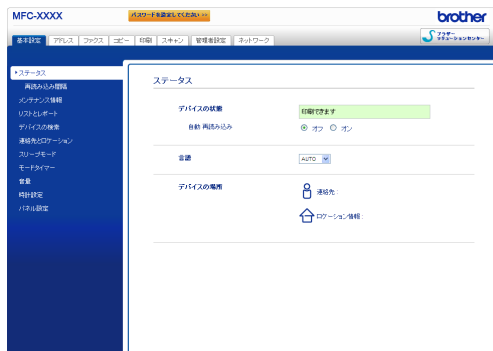 MFC-XXXX
パスワードを設定してください >>
brother
基本設定 アドレス ファクス コピー 印刷 スキャン 管理者設定 ネットワーク
ブラザー
ソリューションセンター
ステータス
再読み込み間隔
メンテナンス情報
リストとレポート
デバイスの検索
連絡先とロケーション
スリープモード
モードタイマー
音量
時計設定
パネル設定
ステータス
デバイスの状態 印刷できます
自動 再読み込み オフ オン
言語 AUTO
デバイスの場所 連絡先 :
ロケーション情報 :